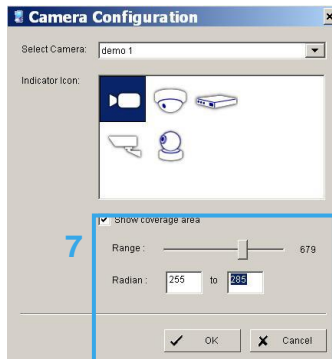 Camera Configuration x
Select Camera: demo 1
Indicator Icon:
Show coverage area
7
Range : 679
Radian : 255 to 285
OK Cancel